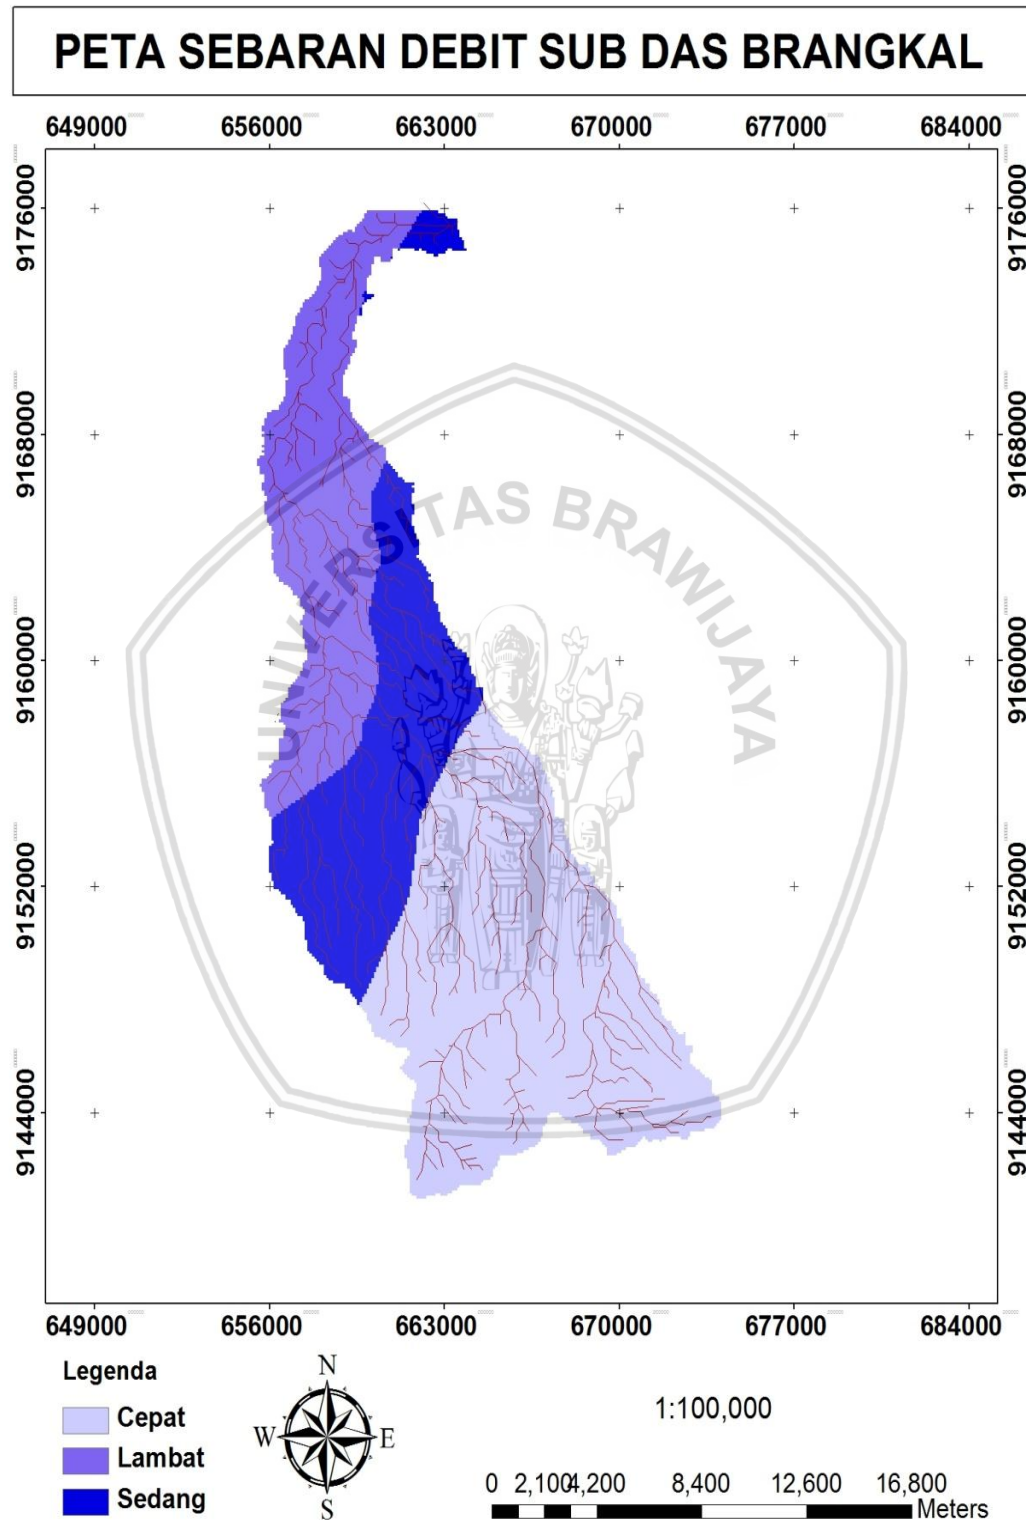 PETA SEBARAN DEBIT SUB DAS BRANGKAL
649000 656000 663000 670000 677000 684000
9176000 9176000
9168000 9168000
UNIVERSITAS BRAWIJAYA
9160000 9160000
9152000 9152000
9144000 9144000
649000 656000 663000 670000 677000 684000
Legenda
Cepat
Lambat
Sedang
N
W E
S
1:100,000
0 2,100 4,200 8,400 12,600 16,800
Meters